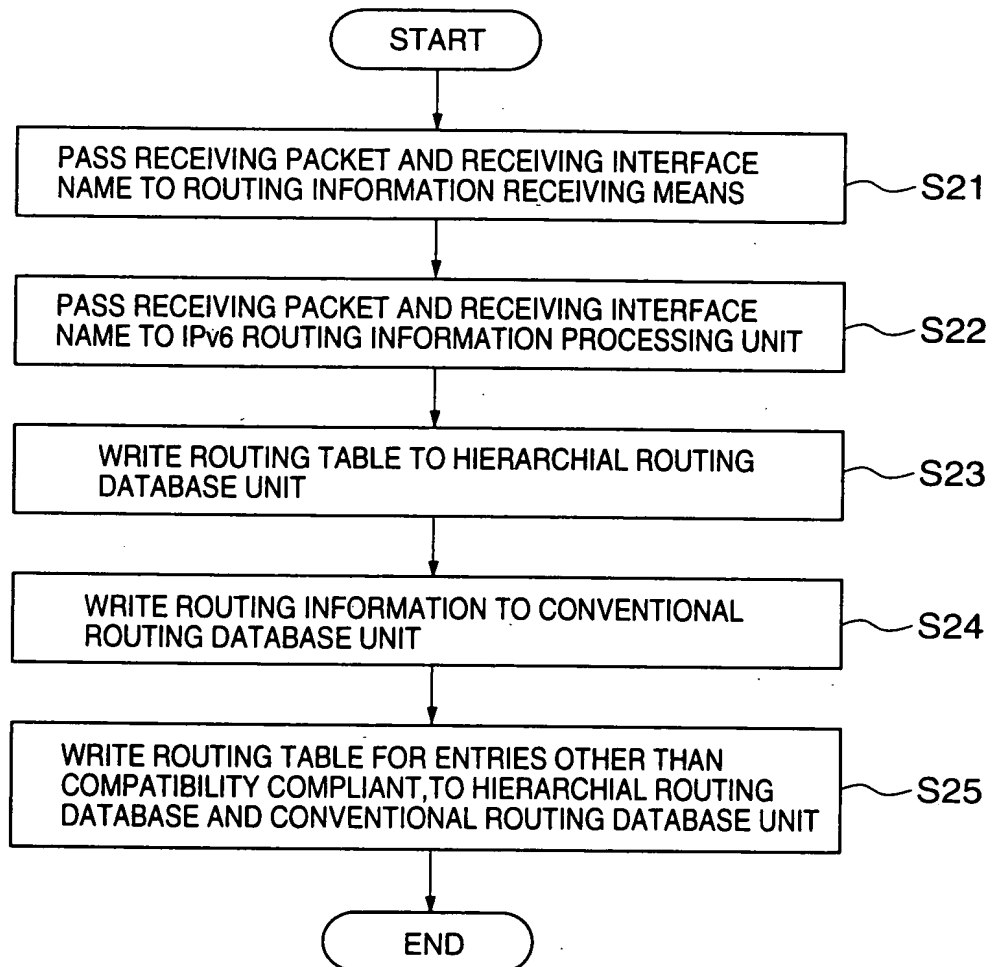 START
PASS RECEIVING PACKET AND RECEIVING INTERFACE
NAME TO ROUTING INFORMATION RECEIVING MEANS
S21
PASS RECEIVING PACKET AND RECEIVING INTERFACE
NAME TO IPv6 ROUTING INFORMATION PROCESSING UNIT
S22
WRITE ROUTING TABLE TO HIERARCHIAL ROUTING
DATABASE UNIT
S23
WRITE ROUTING INFORMATION TO CONVENTIONAL
ROUTING DATABASE UNIT
S24
WRITE ROUTING TABLE FOR ENTRIES OTHER THAN
COMPATIBILITY COMPLIANT,TO HIERARCHIAL ROUTING
DATABASE AND CONVENTIONAL ROUTING DATABASE UNIT
S25
END